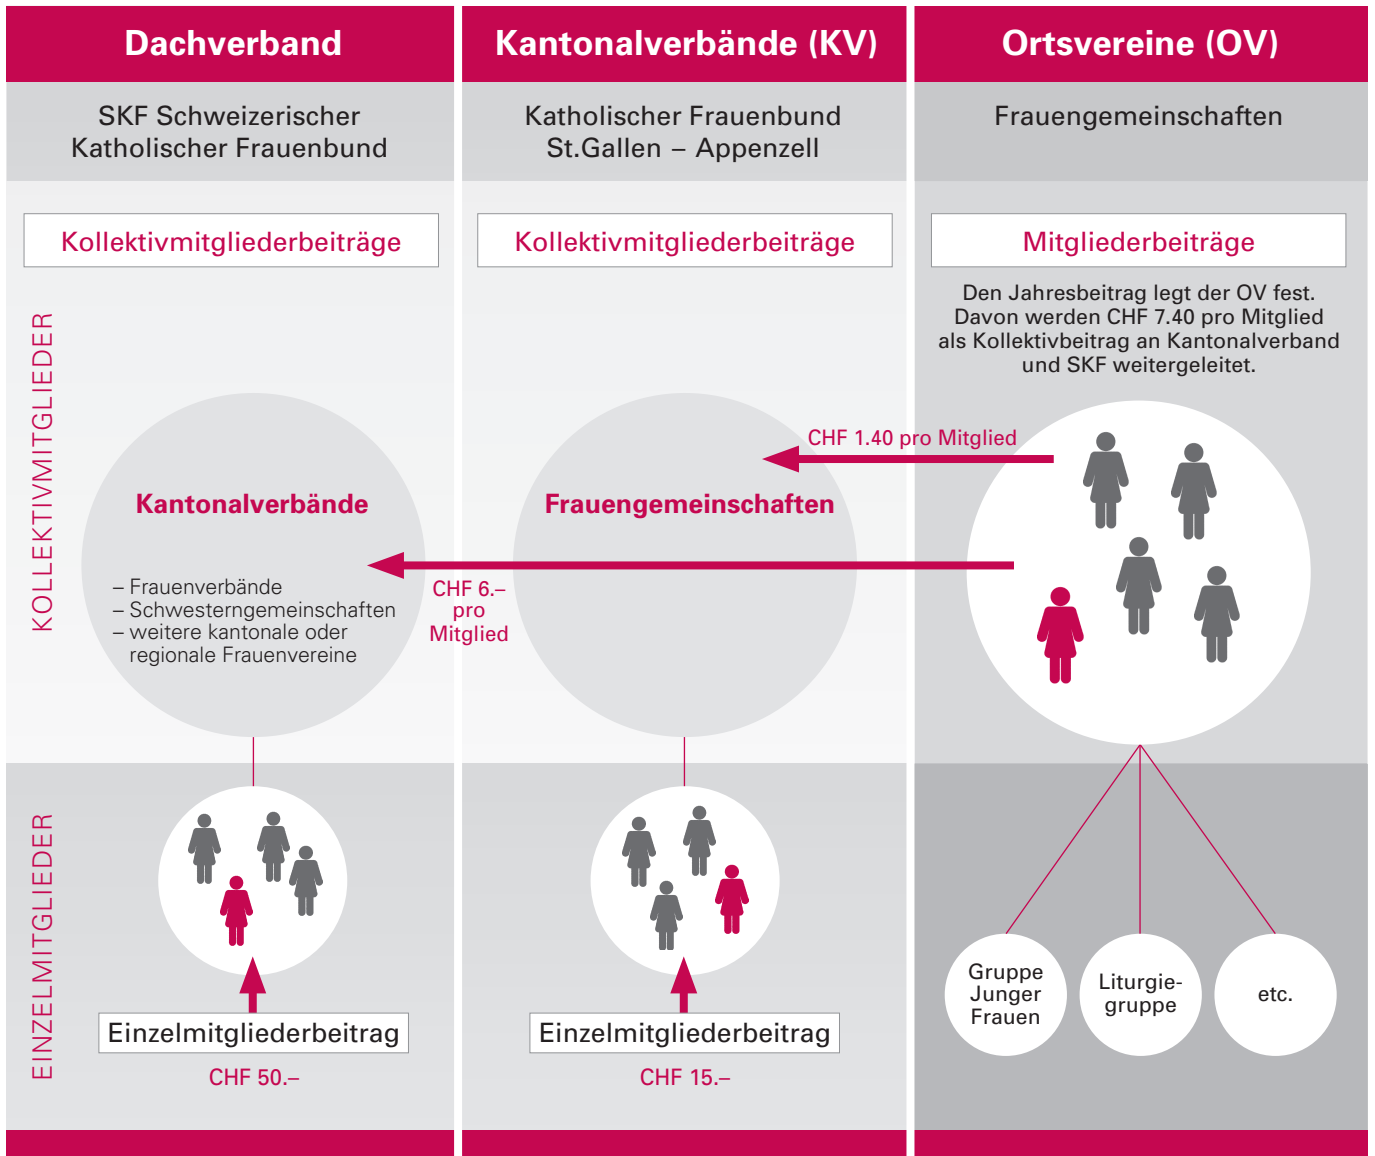 Dachverband
SKF Schweizerischer
Katholischer Frauenbund
Kantonalverbände (KV)
Katholischer Frauenbund
St.Gallen – Appenzell
Ortsvereine (OV)
Frauengemeinschaften
KOLLEKTIVMITGLIEDER
Kollektivmitgliederbeiträge
Kollektivmitgliederbeiträge
Mitgliederbeiträge
Den Jahresbeitrag legt der OV fest.
Davon werden CHF 7.40 pro Mitglied
als Kollektivbeitrag an Kantonalverband
und SKF weitergeleitet.
CHF 1.40 pro Mitglied
Kantonalverbände
– Frauenverbände
– Schwesterngemeinschaften
– weitere kantonale oder
regionale Frauenvereine
Frauengemeinschaften
CHF 6.–
pro
Mitglied
EINZELMITGLIEDER
Einzelmitgliederbeitrag
CHF 50.–
Einzelmitgliederbeitrag
CHF 15.–
Gruppe
Junger
Frauen
Liturgie-
gruppe
etc.